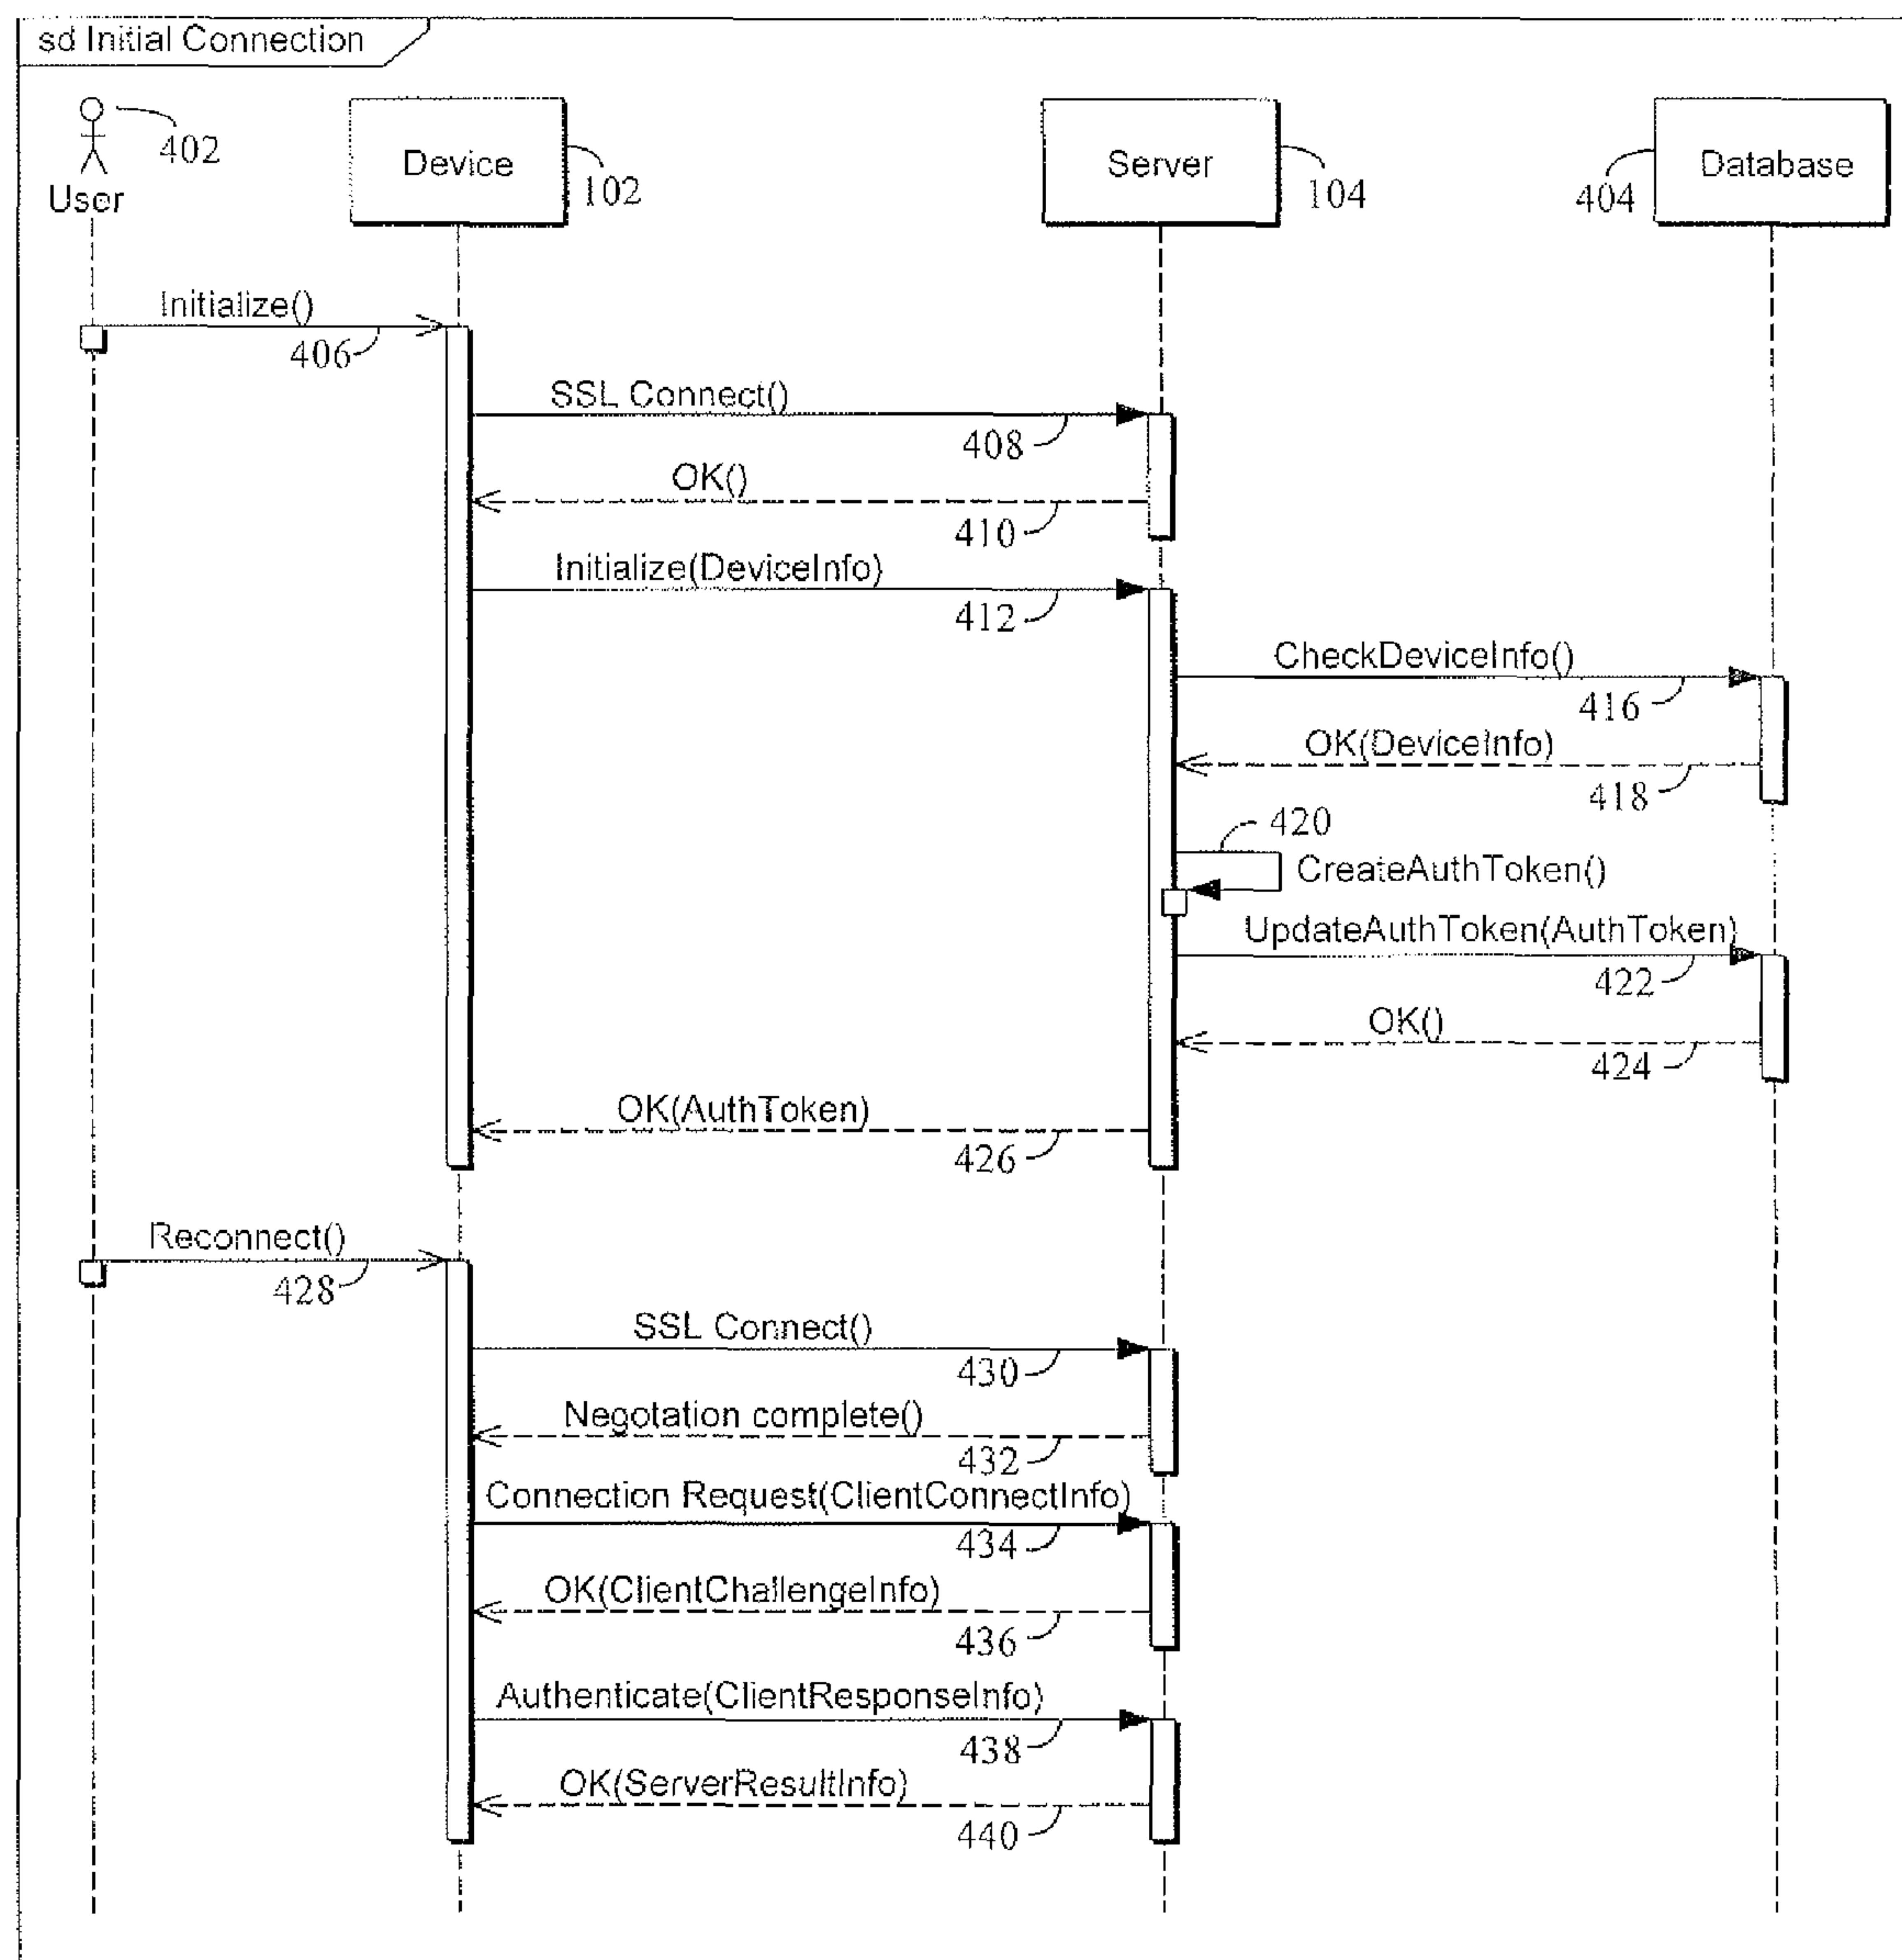 sd Initial Connection
402
User
Device
102
Server
104
404
Database
Initialize()
406
SSL Connect()
408
OK()
410
Initialize(DeviceInfo)
412
CheckDeviceInfo()
416
OK(DeviceInfo)
418
420
CreateAuthToken()
UpdateAuthToken(AuthToken)
422
OK()
424
OK(AuthToken)
426
Reconnect()
428
SSL Connect()
430
Negotation complete()
432
Connection Request(ClientConnectInfo)
434
OK(ClientChallengeInfo)
436
Authenticate(ClientResponseInfo)
438
OK(ServerResultInfo)
440